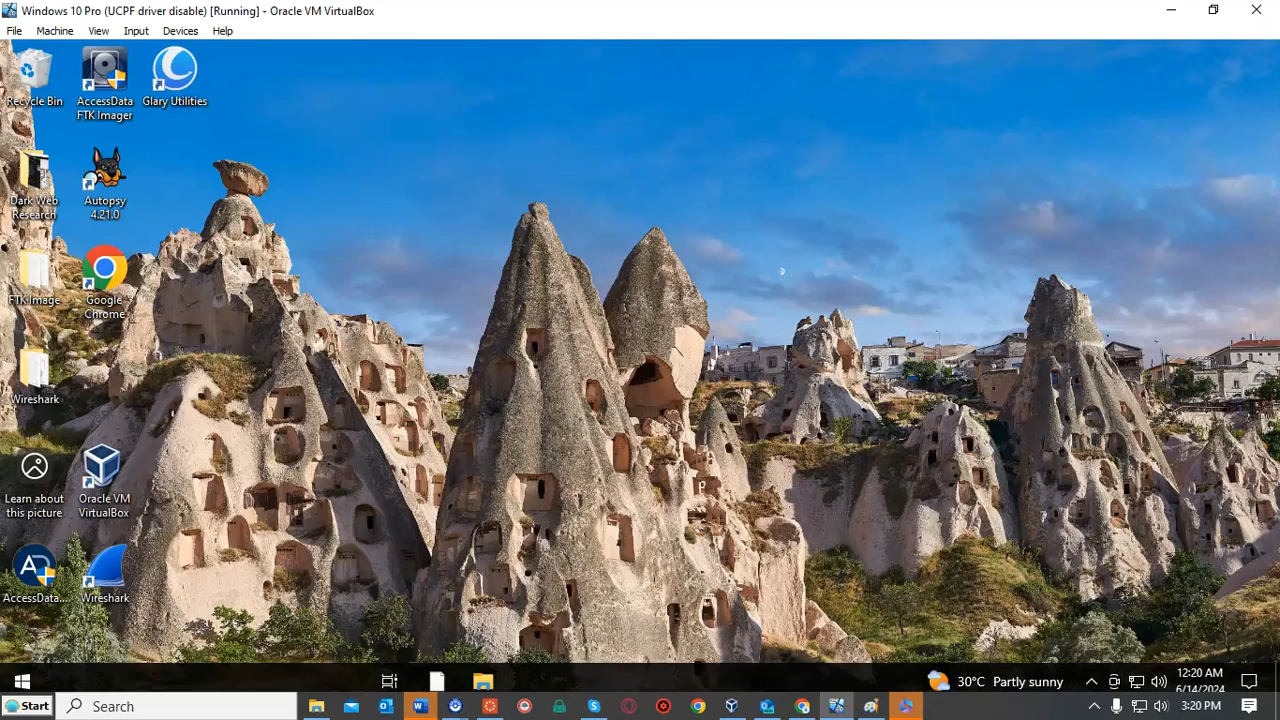 Windows 10 Pro (UCPF driver disable) [Running] - Oracle VM VirtualBox
File Machine View Input Devices Help
Recycle Bin
AccessData FTK Imager
Glary Utilities
Dark Web Research
Autopsy 4.21.0
FTK Image
Google Chrome
Wireshark
Learn about this picture
Oracle VM VirtualBox
AccessData...
Wireshark
30°C Partly sunny
12:20 AM
6/14/2024
Start
Search
3:20 PM